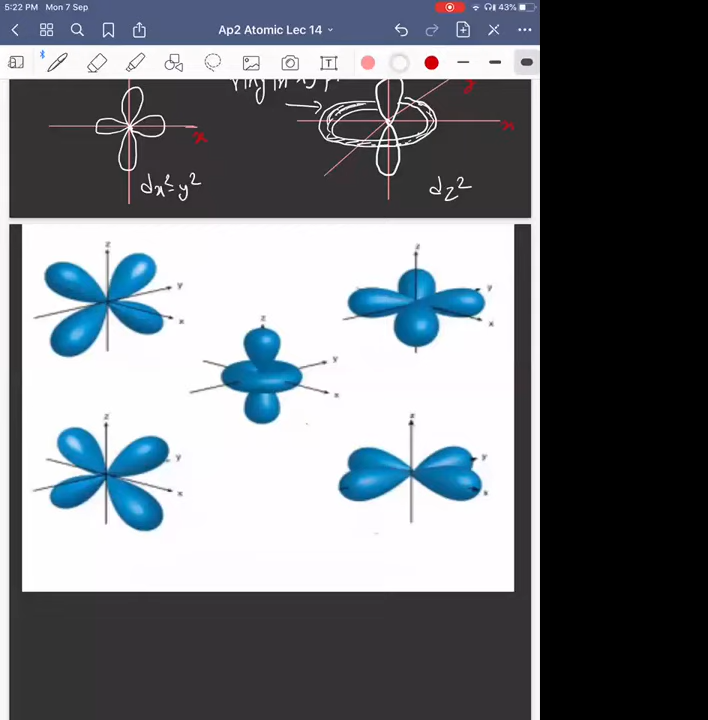 5:22 PM Mon 7 Sep
43%
Ap2 Atomic Lec 14
T
x
x
dx²-y²
dz²
z
y
x
z
y
x
z
y
x
z
y
x
z
y
x